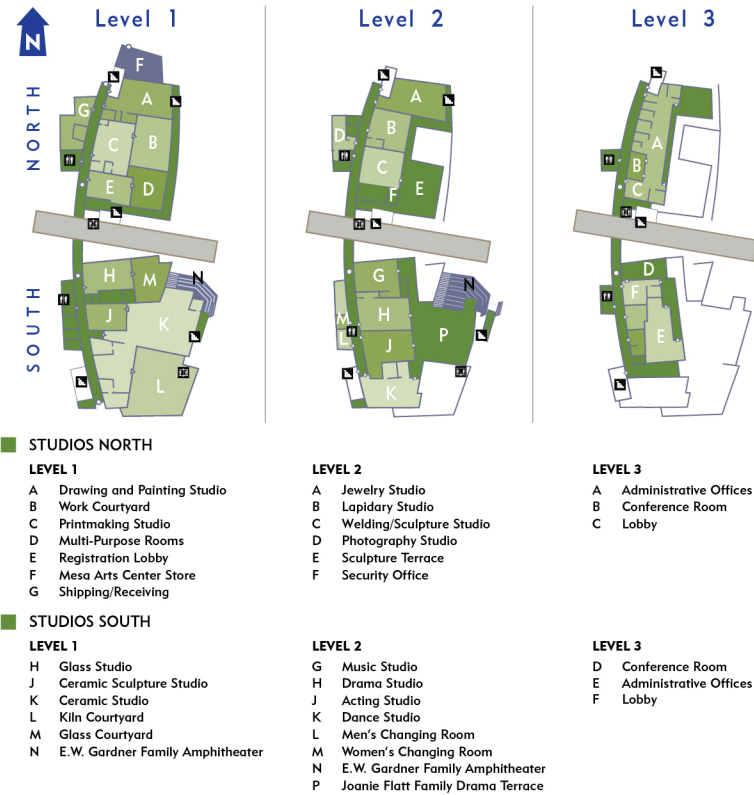 Level 1
Level 2
Level 3
N
NORTH
F
A
G
C
B
E
D
A
B
D
C
F
E
A
B
C
SOUTH
H
M
N
J
K
L
G
N
M
H
L
J
P
K
D
F
E
STUDIOS NORTH
LEVEL 1
A Drawing and Painting Studio
B Work Courtyard
C Printmaking Studio
D Multi-Purpose Rooms
E Registration Lobby
F Mesa Arts Center Store
G Shipping/Receiving
LEVEL 2
A Jewelry Studio
B Lapidary Studio
C Welding/Sculpture Studio
D Photography Studio
E Sculpture Terrace
F Security Office
LEVEL 3
A Administrative Offices
B Conference Room
C Lobby
STUDIOS SOUTH
LEVEL 1
H Glass Studio
J Ceramic Sculpture Studio
K Ceramic Studio
L Kiln Courtyard
M Glass Courtyard
N E.W. Gardner Family Amphitheater
LEVEL 2
G Music Studio
H Drama Studio
J Acting Studio
K Dance Studio
L Men's Changing Room
M Women's Changing Room
N E.W. Gardner Family Amphitheater
P Joanie Flatt Family Drama Terrace
LEVEL 3
D Conference Room
E Administrative Offices
F Lobby